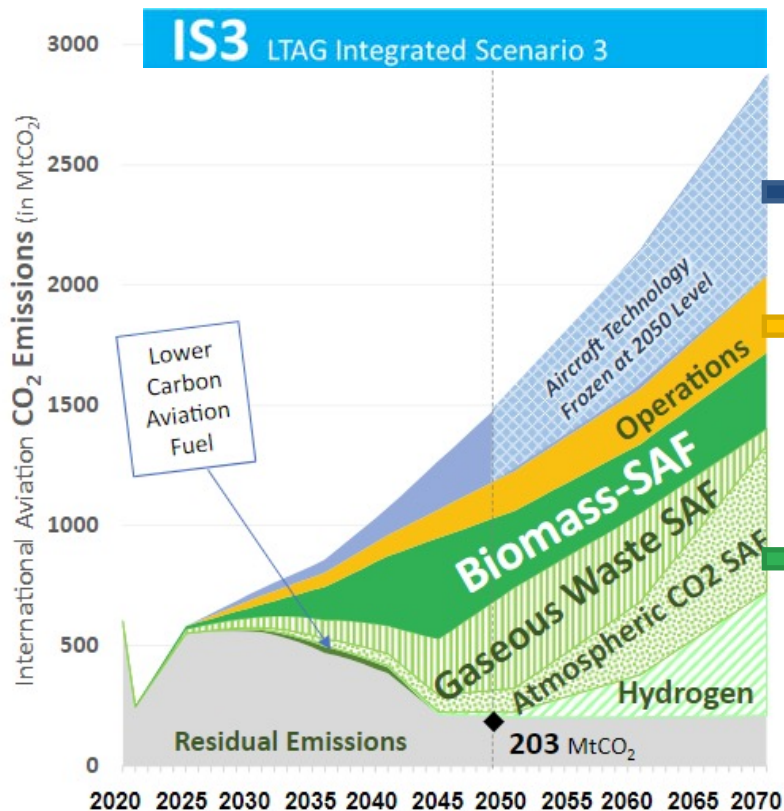 IS3 LTAG Integrated Scenario 3
International Aviation CO₂ Emissions (in MtCO₂)
3000
2500
2000
1500
1000
500
0
Lower
Carbon
Aviation
Fuel
Aircraft Technology
Frozen at 2050 Level
Operations
Biomass-SAF
Gaseous Waste SAF
Atmospheric CO2 SAF
Hydrogen
Residual Emissions
203 MtCO₂
2020 2025 2030 2035 2040 2045 2050 2055 2060 2065 2070